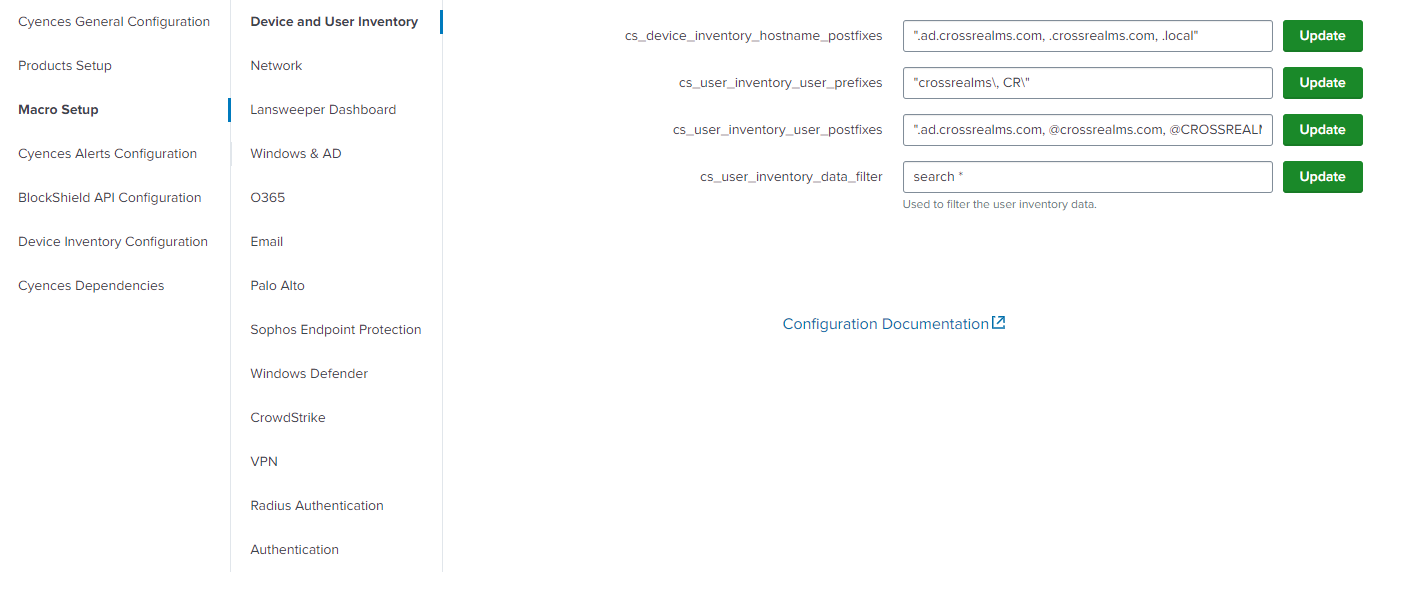 Cyences General Configuration
Products Setup
Macro Setup
Cyences Alerts Configuration
BlockShield API Configuration
Device Inventory Configuration
Cyences Dependencies
Device and User Inventory
Network
Lansweeper Dashboard
Windows & AD
O365
Email
Palo Alto
Sophos Endpoint Protection
Windows Defender
CrowdStrike
VPN
Radius Authentication
Authentication
cs_device_inventory_hostname_postfixes ".ad.crossrealms.com, .crossrealms.com, .local" Update
cs_user_inventory_user_prefixes "crossrealms\, CR\" Update
cs_user_inventory_user_postfixes ".ad.crossrealms.com, @crossrealms.com, @CROSSREALM Update
cs_user_inventory_data_filter search * Update
Used to filter the user inventory data.
Configuration Documentation